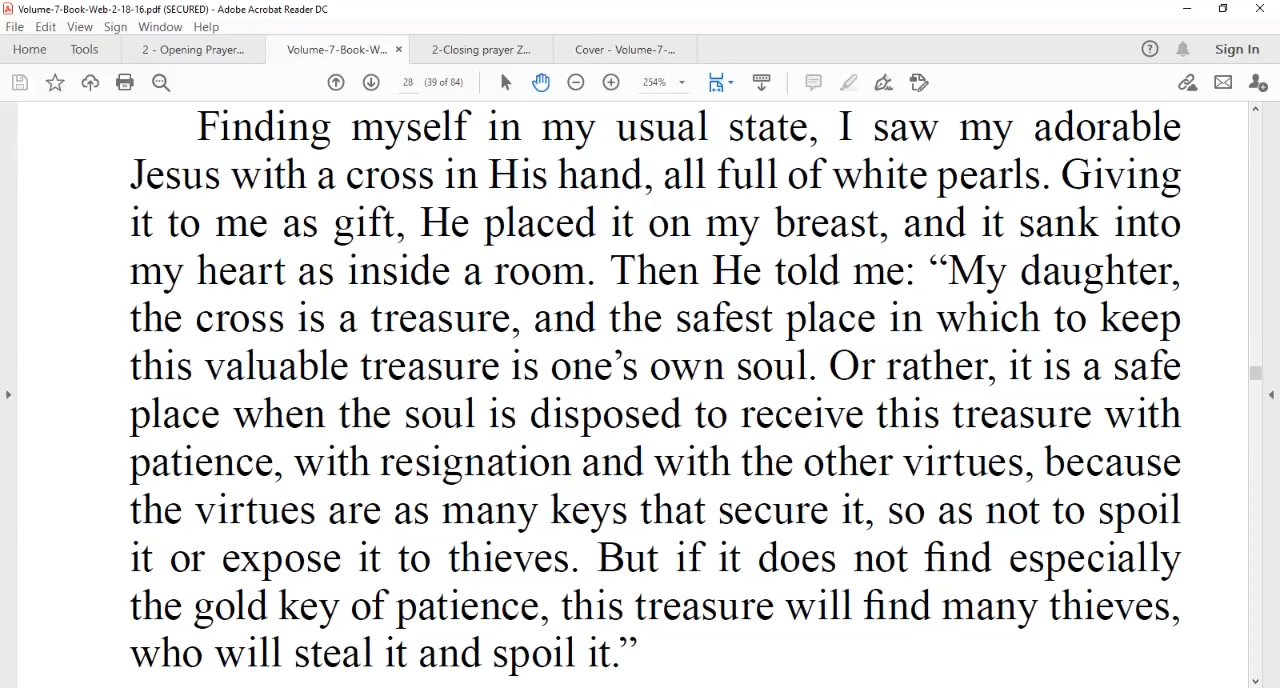 Volume-7-Book-Web-2-18-16.pdf (SECURED) - Adobe Acrobat Reader DC
File Edit View Sign Window Help
Home Tools 2 - Opening Prayer... Volume-7-Book-W... × 2-Closing prayer Z... Cover - Volume-7-... Sign In
28 (39 of 84) 254%
Finding myself in my usual state, I saw my adorable
Jesus with a cross in His hand, all full of white pearls. Giving
it to me as gift, He placed it on my breast, and it sank into
my heart as inside a room. Then He told me: “My daughter,
the cross is a treasure, and the safest place in which to keep
this valuable treasure is one’s own soul. Or rather, it is a safe
place when the soul is disposed to receive this treasure with
patience, with resignation and with the other virtues, because
the virtues are as many keys that secure it, so as not to spoil
it or expose it to thieves. But if it does not find especially
the gold key of patience, this treasure will find many thieves,
who will steal it and spoil it.”